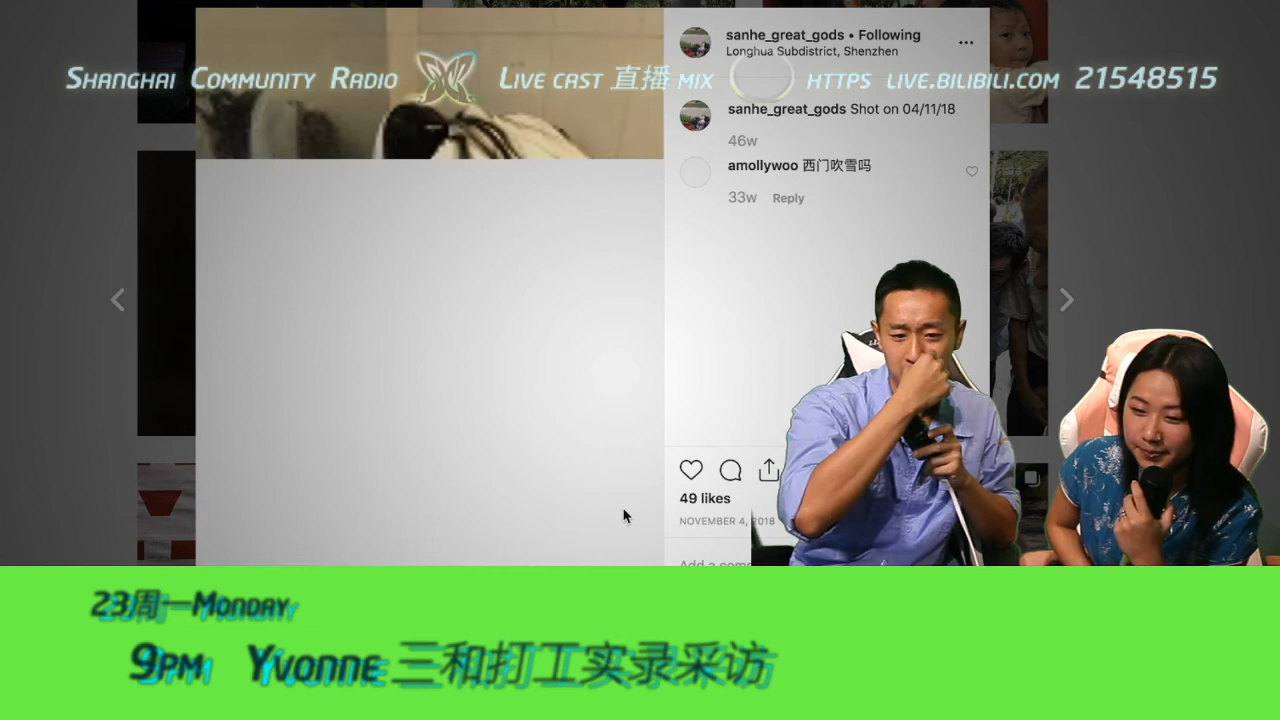 sanhe_great_gods • Following
Longhua Subdistrict, Shenzhen
SHANGHAI COMMUNITY RADIO LIVE CAST 直播 MIX HTTPS LIVE.BILIBILI.COM 21548515
sanhe_great_gods Shot on 04/11/18
46w
amollywoo 西门吹雪吗
33w Reply
49 likes
NOVEMBER 4, 2018
Add a comm
23周一MONDAY
9PM YVONNE 三和打工实录采访